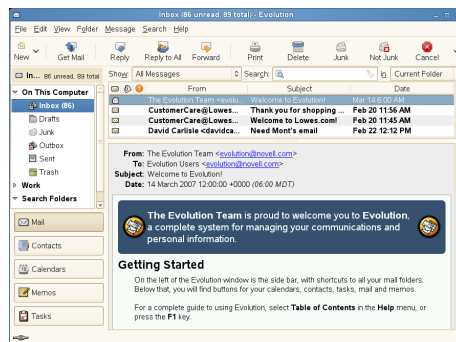 Inbox (86 unread, 89 total) - Evolution
File Edit View Folder Message Search Help
New Get Mail Reply Reply to All Forward Print Delete Junk Not Junk Cancel
In... 86 unread, 89 total
Show: All Messages Search: in Current Folder
On This Computer
Inbox (86)
Drafts
Junk
Outbox
Sent
Trash
Work
Search Folders
Mail
Contacts
Calendars
Memos
Tasks
From Subject Date
The Evolution Team <evolu... Welcome to Evolution! Mar 14 6:00 AM
CustomerCare@Lowes... Thank you for shopping ... Feb 20 11:56 AM
CustomerCare@Lowes... Welcome to Lowes.com! Feb 20 11:45 AM
David Carlisle <davidca... Need Mont's email Feb 22 12:12 PM
From: The Evolution Team <evolution@novell.com>
To: Evolution Users <evolution@novell.com>
Subject: Welcome to Evolution!
Date: 14 March 2007 12:00:00 +0000 (06:00 MDT)
The Evolution Team is proud to welcome you to Evolution,
a complete system for managing your communications and
personal information.
Getting Started
On the left of the Evolution window is the side bar, with shortcuts to all your mail folders.
Below that, you will find buttons for your calendars, contacts, tasks, mail and memos.
For a complete guide to using Evolution, select Table of Contents in the Help menu, or
press the F1 key.